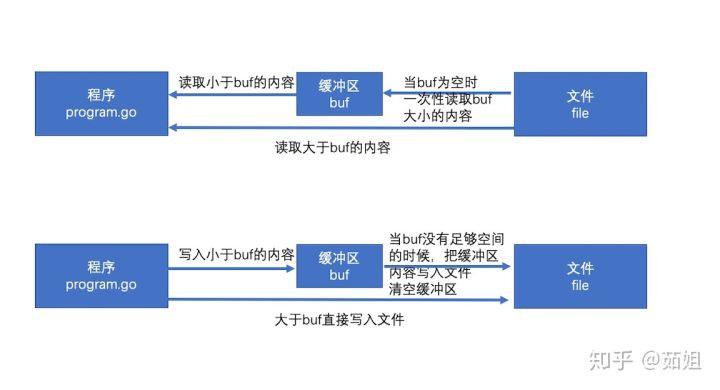 程序
program.go
读取小于buf的内容
缓冲区
buf
当buf为空时
一次性读取buf
大小的内容
文件
file
读取大于buf的内容
程序
program.go
写入小于buf的内容
缓冲区
buf
当buf没有足够空间
的时候，把缓冲区
内容写入文件
清空缓冲区
文件
file
大于buf直接写入文件
知乎 @茹姐